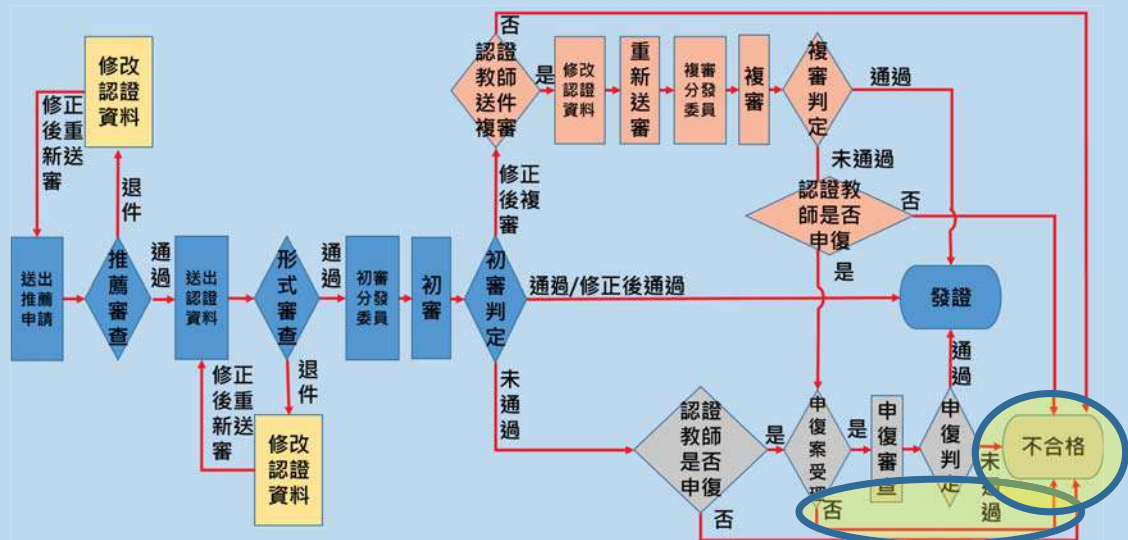 否
修改
認證
資料
修正
後重
新送
審
退件
送出
推薦
申請
推薦審查
通過
送出
認證
資料
形式審查
通過
初審
分發
委員
初審
初審判定
修正
後複
審
認證
教師
送件
複審
是
修改
認證
資料
重新送審
複審
分發
委員
複審
複審判定
通過
未通過
認證教
師是否
申復
否
是
通過/修正後通過
發證
退件
修正
後重
新送
審
修改
認證
資料
未通過
認證
教師
是否
申復
是
否
申復案受理
是
否
申復審查
申復判定
通過
未通過
不合格